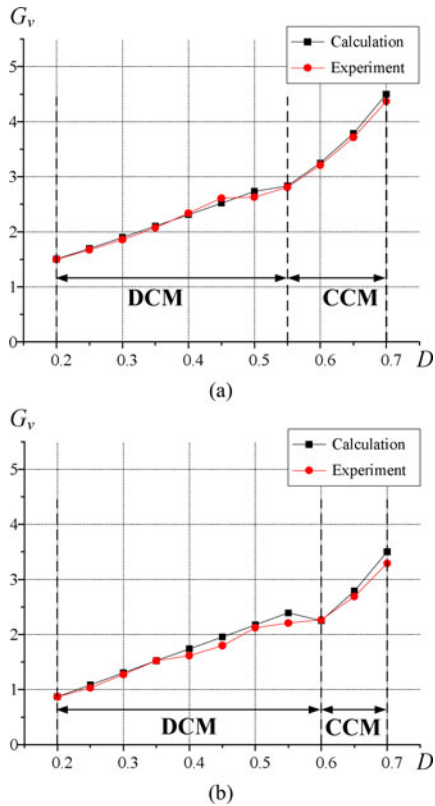 G_v
Calculation
Experiment
5
4
3
2
1
0
DCM
CCM
0.2 0.3 0.4 0.5 0.6 0.7 D
(a)
G_v
Calculation
Experiment
5
4
3
2
1
0
DCM
CCM
0.2 0.3 0.4 0.5 0.6 0.7 D
(b)